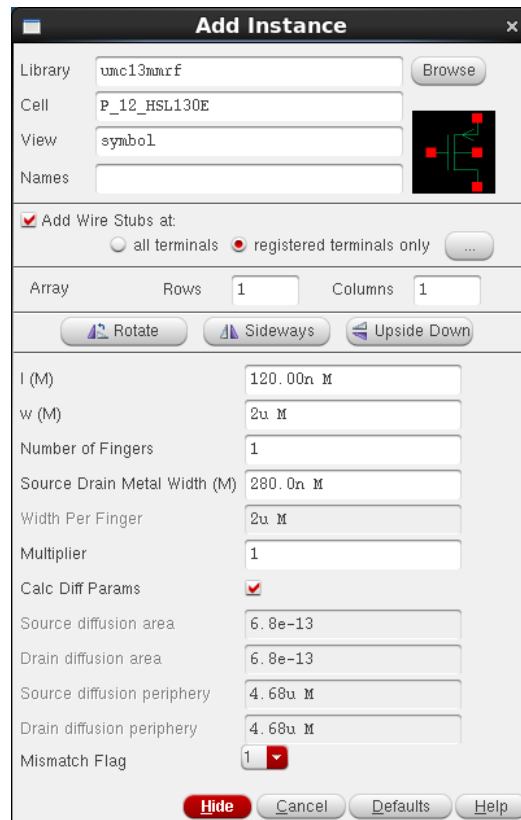 Add Instance
Library umc13mmrf Browse
Cell P_12_HSL130E
View symbol
Names
Add Wire Stubs at:
all terminals registered terminals only ...
Array Rows 1 Columns 1
Rotate Sideways Upside Down
l (M) 120.00n M
w (M) 2u M
Number of Fingers 1
Source Drain Metal Width (M) 280.0n M
Width Per Finger 2u M
Multiplier 1
Calc Diff Params
Source diffusion area 6.8e-13
Drain diffusion area 6.8e-13
Source diffusion periphery 4.68u M
Drain diffusion periphery 4.68u M
Mismatch Flag 1
Hide Cancel Defaults Help